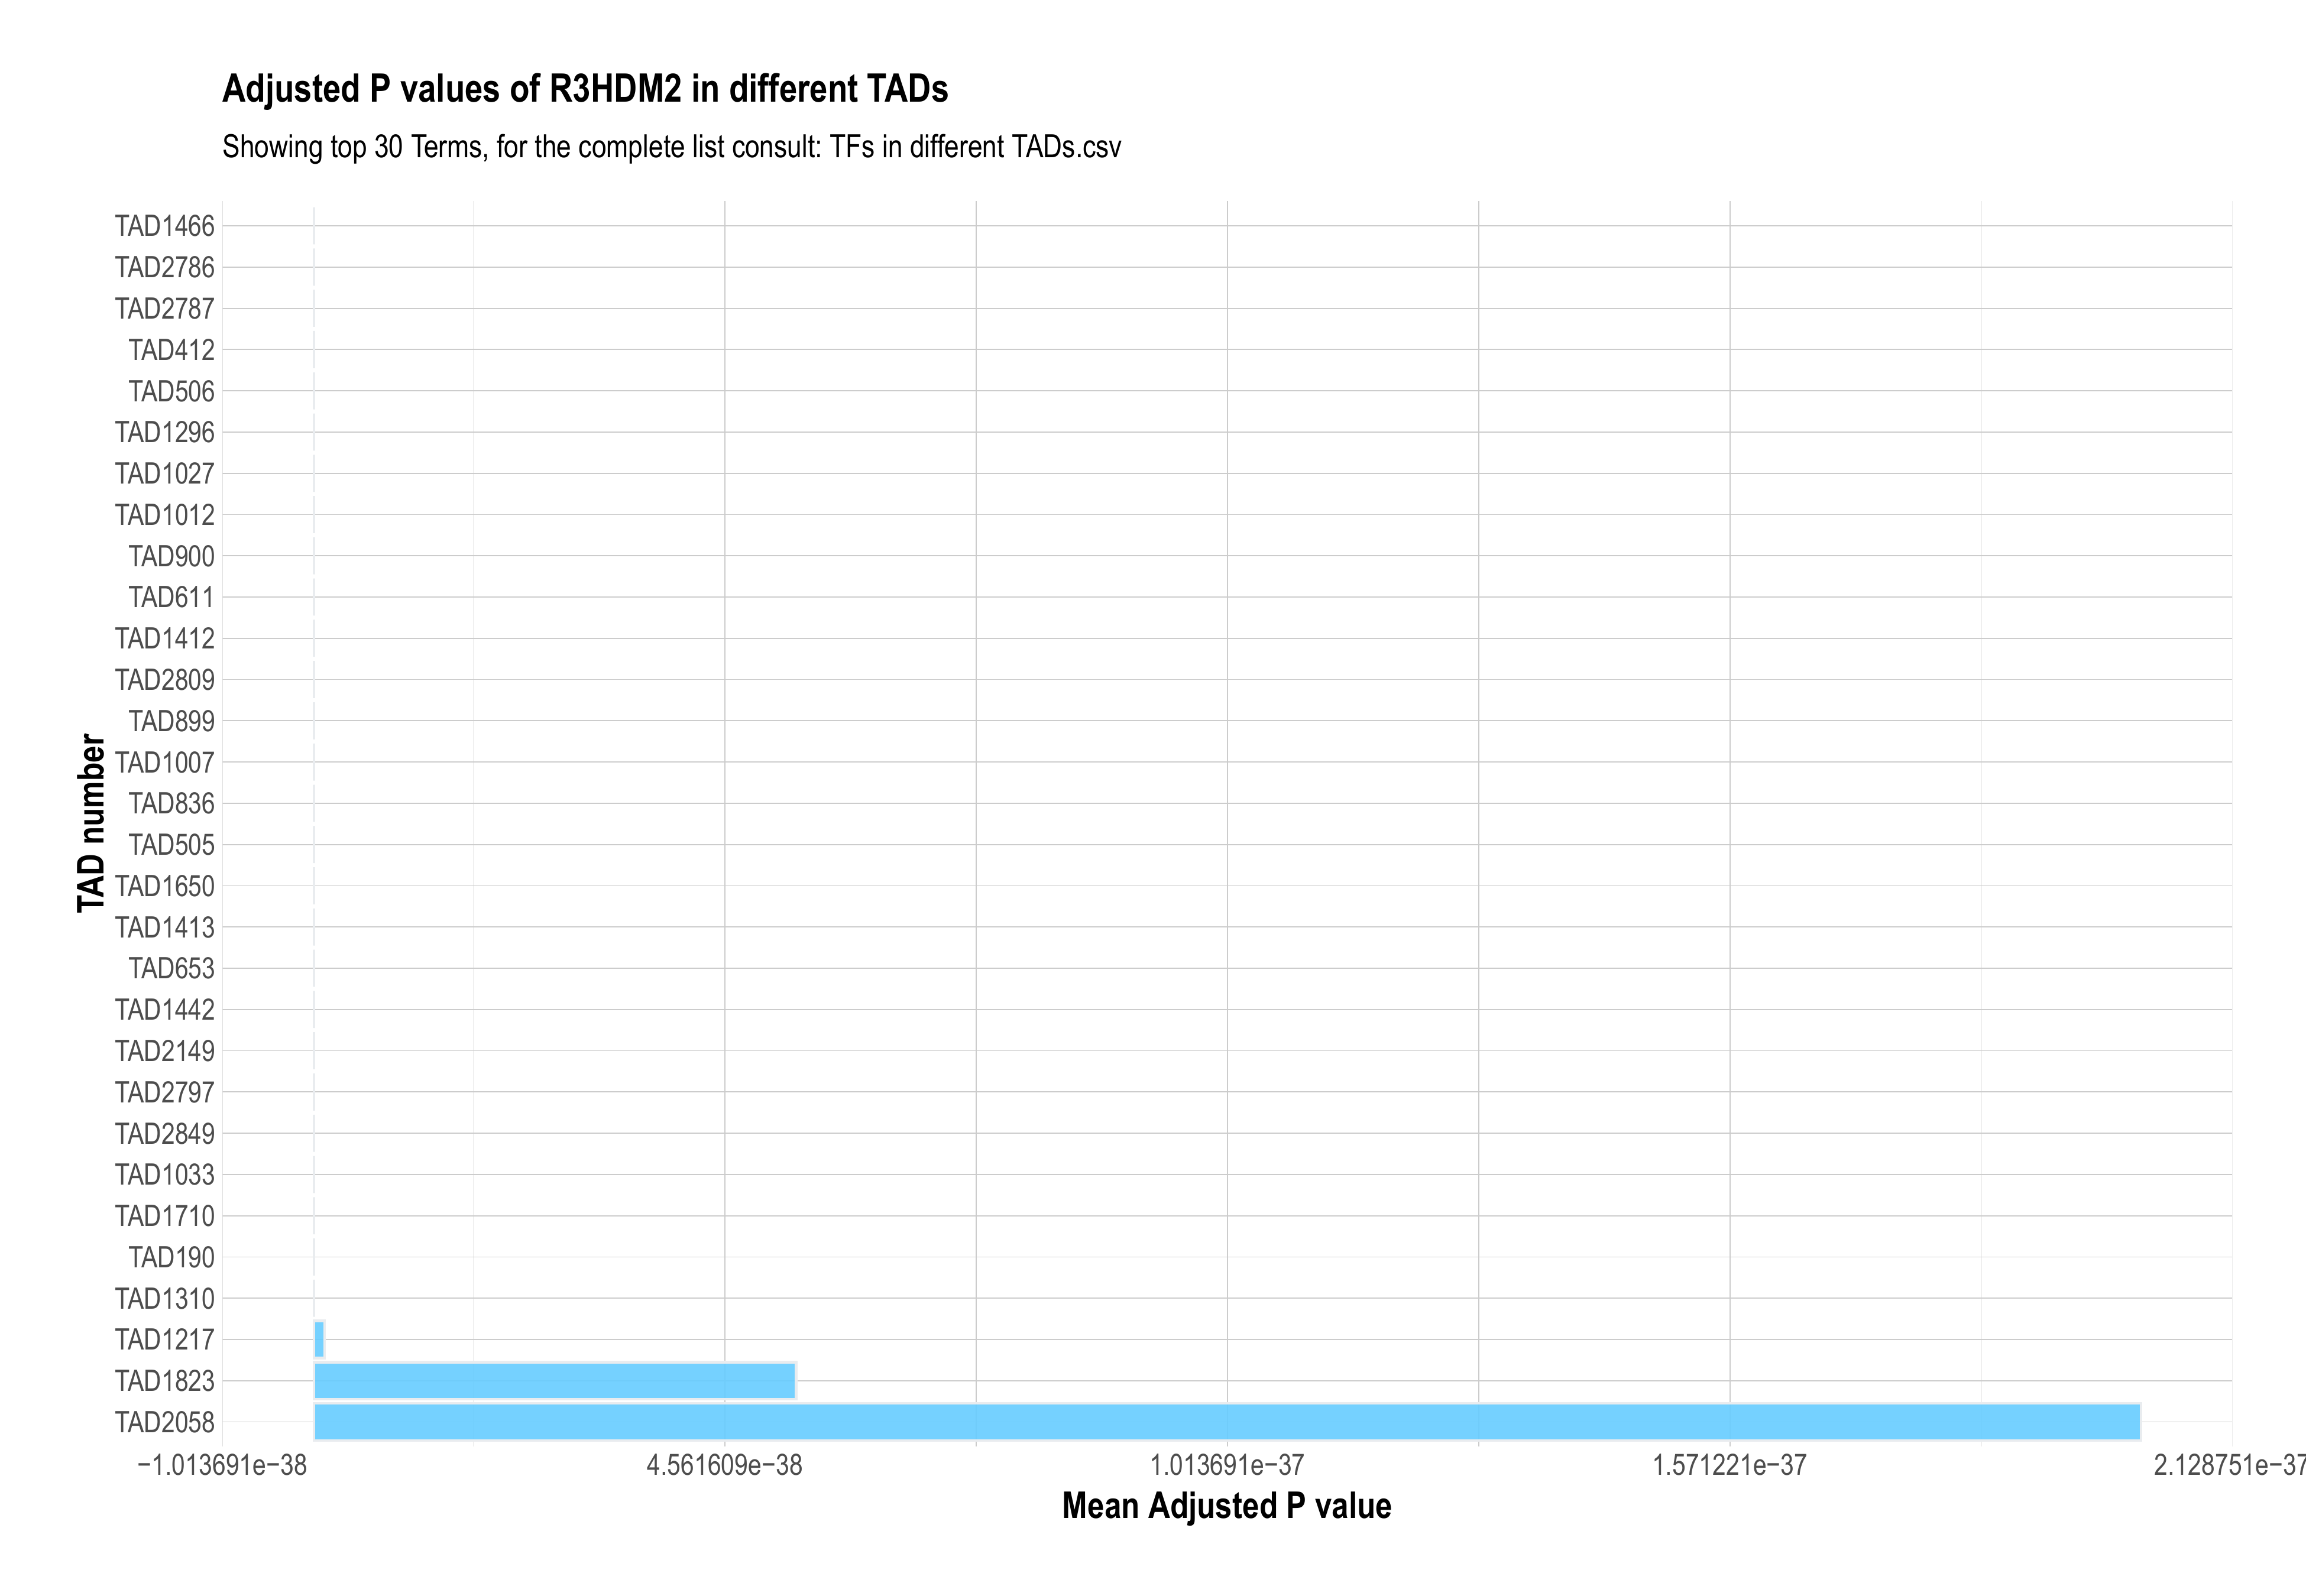 Adjusted P values of R3HDM2 in different TADs
Showing top 30 Terms, for the complete list consult: TFs in different TADs.csv
TAD number
TAD1466
TAD2786
TAD2787
TAD412
TAD506
TAD1296
TAD1027
TAD1012
TAD900
TAD611
TAD1412
TAD2809
TAD899
TAD1007
TAD836
TAD505
TAD1650
TAD1413
TAD653
TAD1442
TAD2149
TAD2797
TAD2849
TAD1033
TAD1710
TAD190
TAD1310
TAD1217
TAD1823
TAD2058
−1.013691e−38 4.561609e−38 1.013691e−37 1.571221e−37 2.128751e−37
Mean Adjusted P value